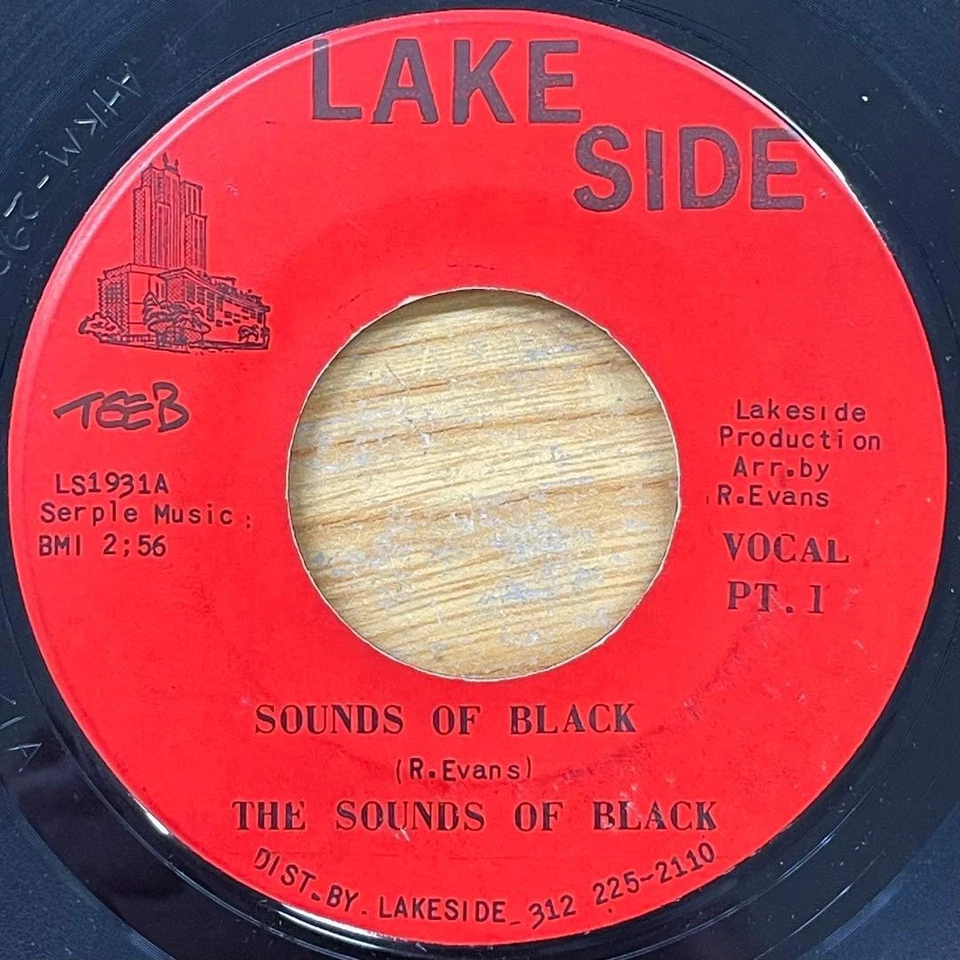 LAKE
SIDE
TEEB
LS1931A
Serple Music:
BMI 2;56
Lakeside
Production
Arr.by
R.Evans
VOCAL
PT.1
SOUNDS OF BLACK
(R.Evans)
THE SOUNDS OF BLACK
DIST.BY. LAKESIDE 312 225-2110